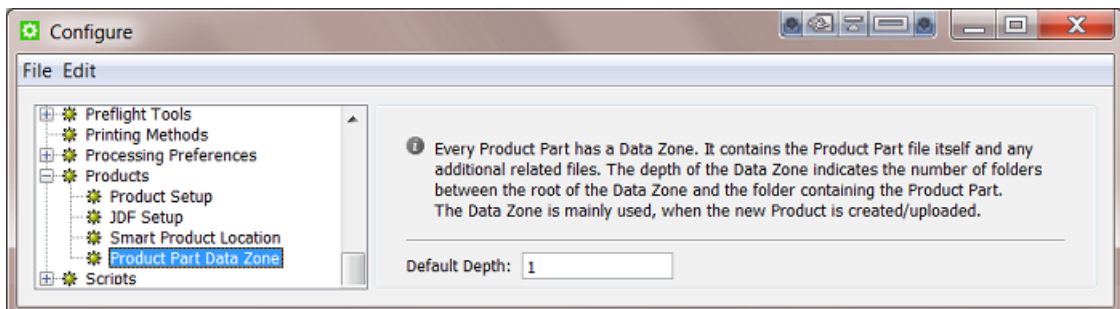 Configure
File Edit
Preflight Tools
Printing Methods
Processing Preferences
Products
Product Setup
JDF Setup
Smart Product Location
Product Part Data Zone
Scripts
Every Product Part has a Data Zone. It contains the Product Part file itself and any
additional related files. The depth of the Data Zone indicates the number of folders
between the root of the Data Zone and the folder containing the Product Part.
The Data Zone is mainly used, when the new Product is created/uploaded.
Default Depth: 1